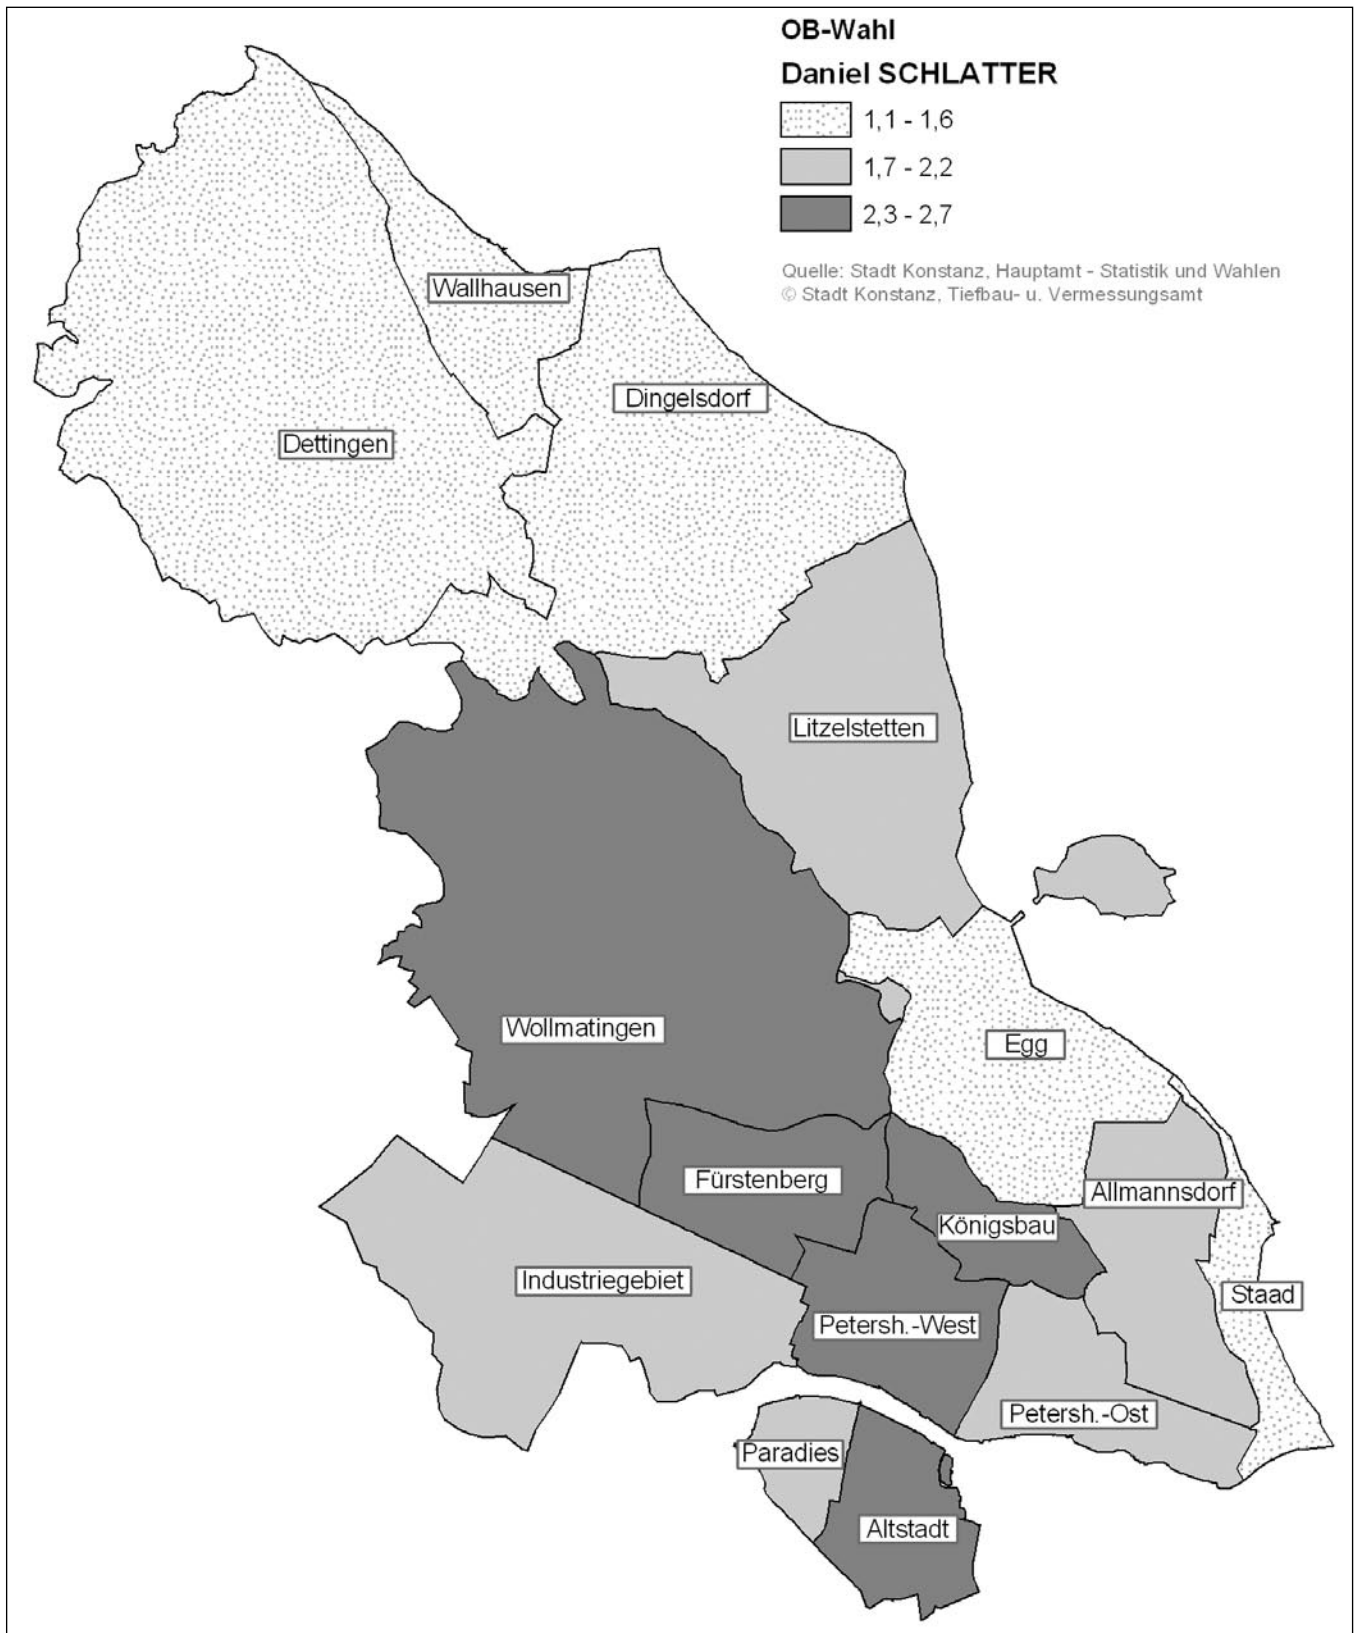 OB-Wahl
Daniel SCHLATTER
1,1 - 1,6
1,7 - 2,2
2,3 - 2,7
Quelle: Stadt Konstanz, Hauptamt - Statistik und Wahlen
© Stadt Konstanz, Tiefbau- u. Vermessungsamt
Wallhausen
Dingelsdorf
Dettingen
Litzelstetten
Wollmatingen
Egg
Fürstenberg
Allmannsdorf
Königsbau
Industriegebiet
Staad
Petersh.-West
Petersh.-Ost
Paradies
Altstadt